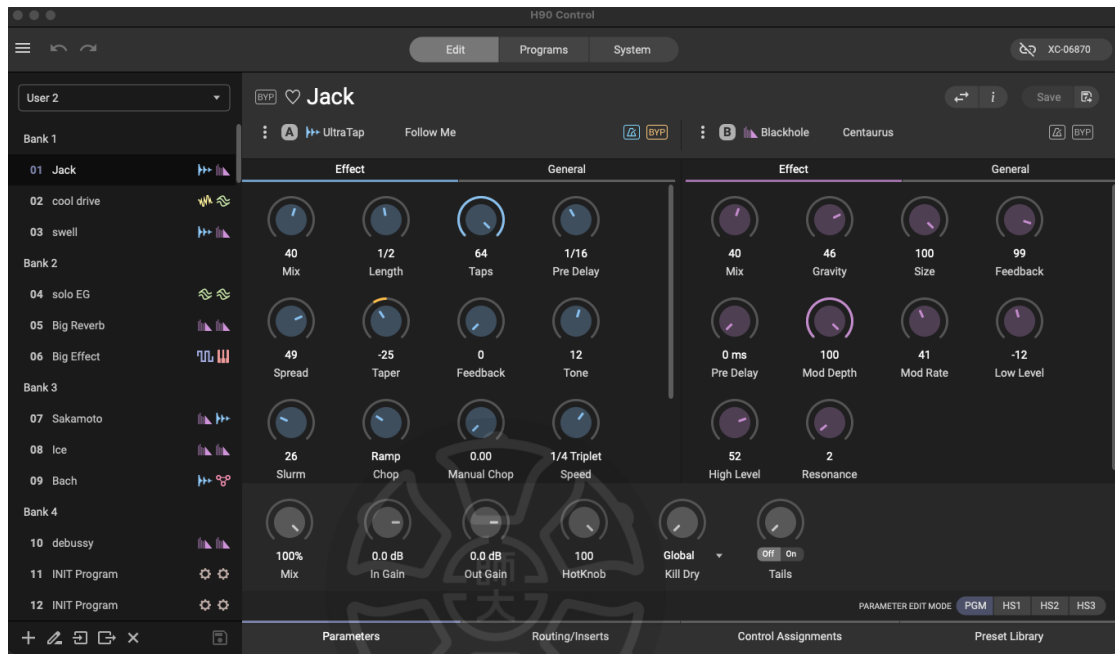 H90 Control
Edit Programs System XC-06870
User 2
BYP Jack i Save
A UltraTap Follow Me BYP B Blackhole Centaurus BYP
Bank 1
01 Jack
02 cool drive
03 swell
Bank 2
04 solo EG
05 Big Reverb
06 Big Effect
Bank 3
07 Sakamoto
08 Ice
09 Bach
Bank 4
10 debussy
11 INIT Program
12 INIT Program
Effect General Effect General
40 1/2 64 1/16
Mix Length Taps Pre Delay
49 -25 0 12
Spread Taper Feedback Tone
26 Ramp 0.00 1/4 Triplet
Slurm Chop Manual Chop Speed
40 46 100 99
Mix Gravity Size Feedback
0 ms 100 41 -12
Pre Delay Mod Depth Mod Rate Low Level
52 2
High Level Resonance
100% 0.0 dB 0.0 dB 100 Global Off On
Mix In Gain Out Gain HotKnob Kill Dry Tails
師
大
PARAMETER EDIT MODE PGM HS1 HS2 HS3
Parameters Routing/Inserts Control Assignments Preset Library